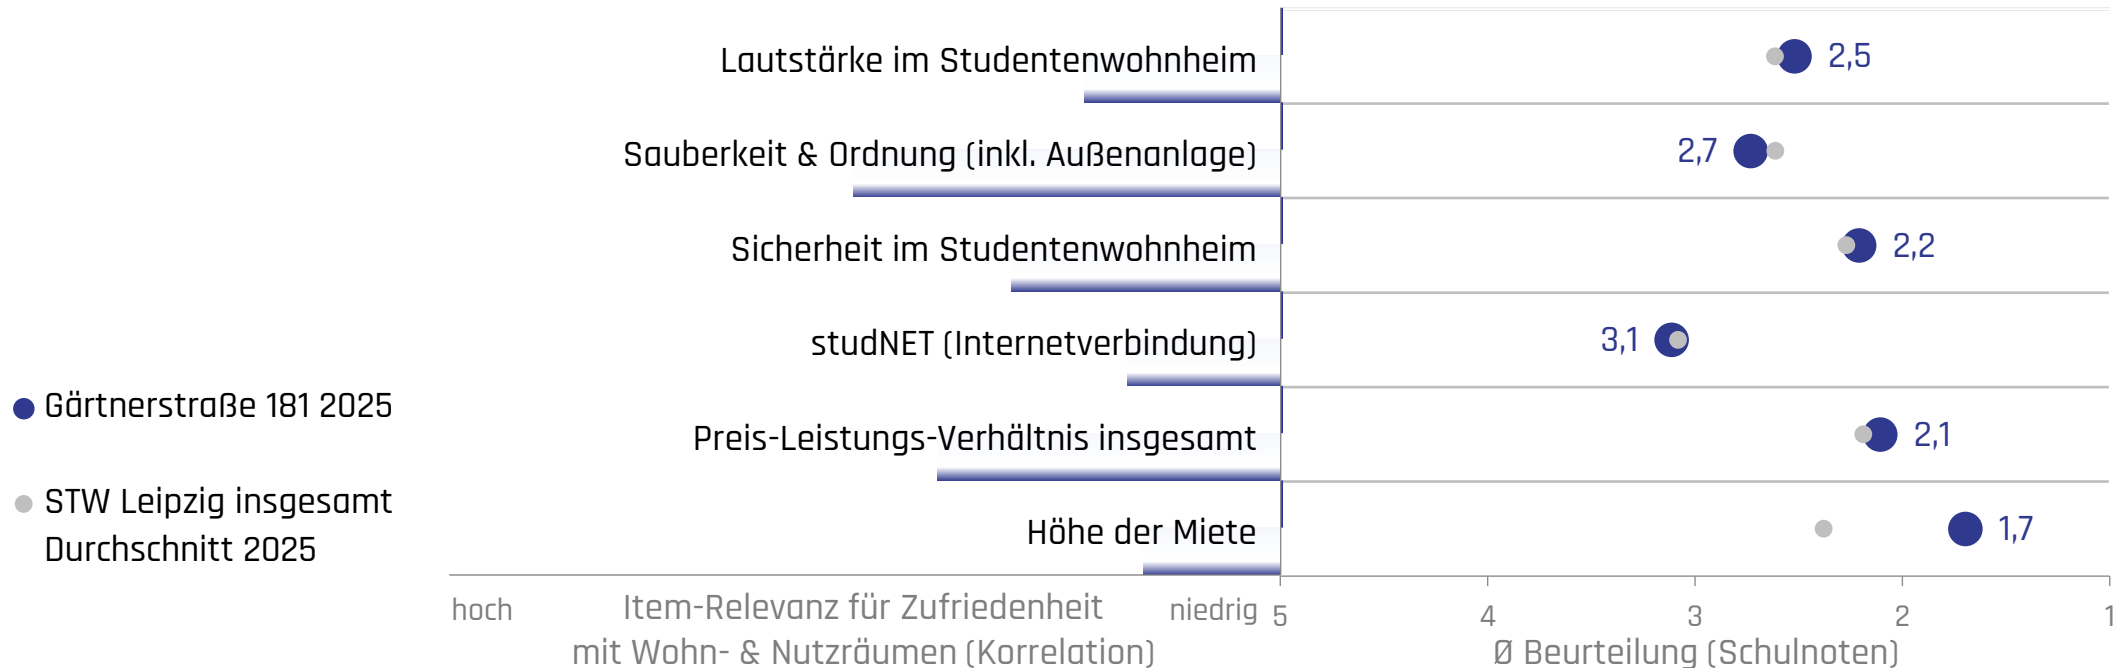 Lautstärke im Studentenwohnheim 2,5
Sauberkeit & Ordnung (inkl. Außenanlage) 2,7
Sicherheit im Studentenwohnheim 2,2
studNET (Internetverbindung) 3,1
Preis-Leistungs-Verhältnis insgesamt 2,1
Höhe der Miete 1,7
Gärtnerstraße 181 2025
STW Leipzig insgesamt
Durchschnitt 2025
hoch Item-Relevanz für Zufriedenheit niedrig
mit Wohn- & Nutzräumen (Korrelation)
5 4 3 2 1
Ø Beurteilung (Schulnoten)